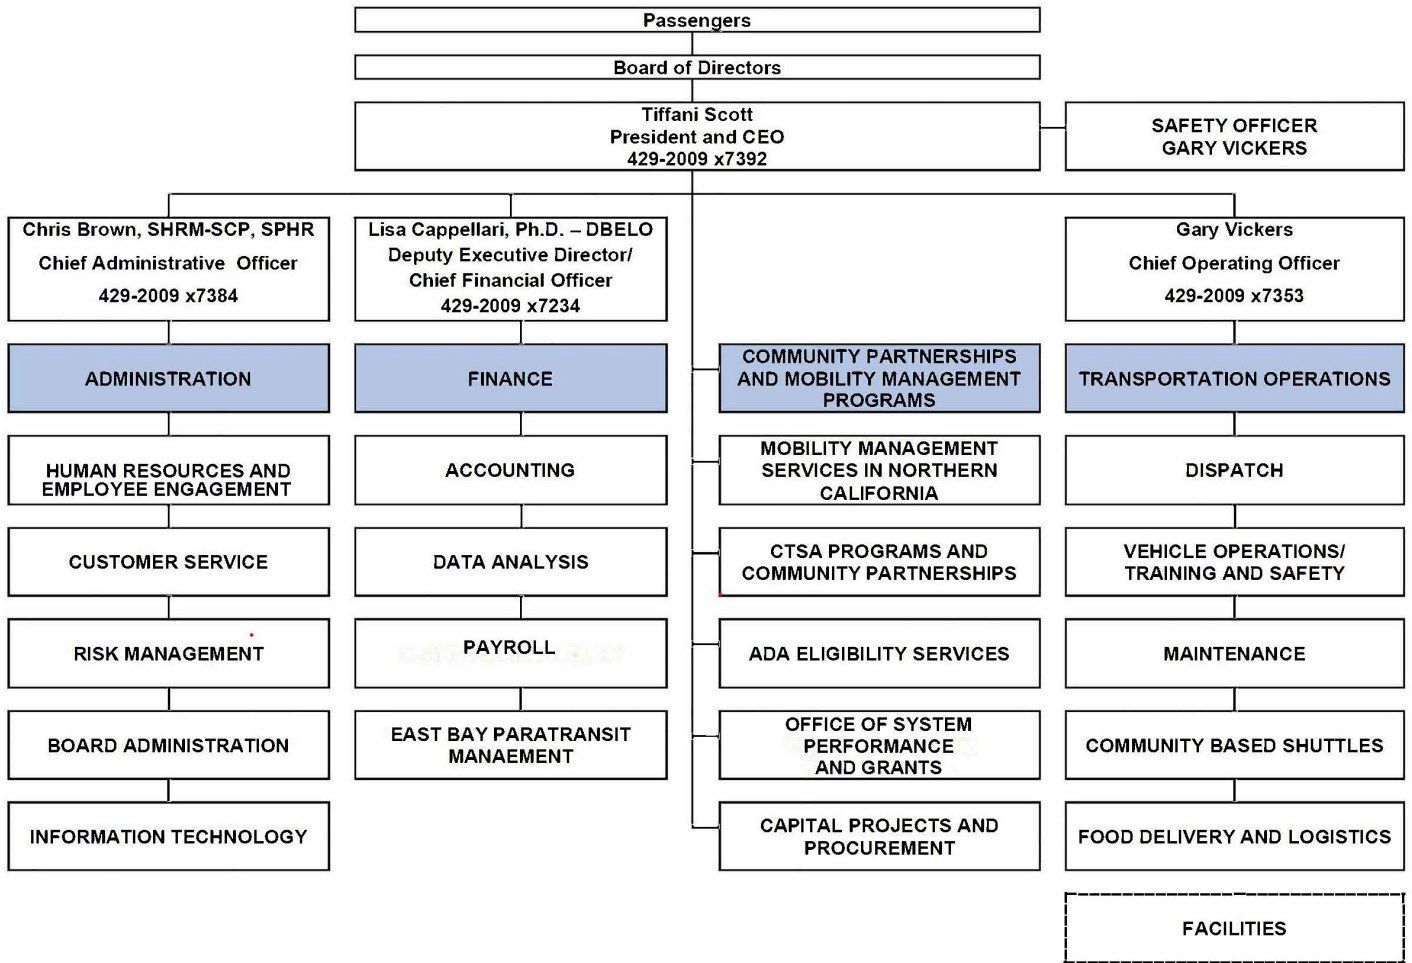 Passengers
Board of Directors
Tiffani Scott
President and CEO
429-2009 x7392
SAFETY OFFICER
GARY VICKERS
Chris Brown, SHRM-SCP, SPHR
Chief Administrative Officer
429-2009 x7384
Lisa Cappellari, Ph.D. – DBELO
Deputy Executive Director/
Chief Financial Officer
429-2009 x7234
Gary Vickers
Chief Operating Officer
429-2009 x7353
ADMINISTRATION
HUMAN RESOURCES AND
EMPLOYEE ENGAGEMENT
CUSTOMER SERVICE
RISK MANAGEMENT
BOARD ADMINISTRATION
INFORMATION TECHNOLOGY
FINANCE
ACCOUNTING
DATA ANALYSIS
PAYROLL
EAST BAY PARATRANSIT
MANAEMENT
COMMUNITY PARTNERSHIPS
AND MOBILITY MANAGEMENT
PROGRAMS
MOBILITY MANAGEMENT
SERVICES IN NORTHERN
CALIFORNIA
CTSA PROGRAMS AND
COMMUNITY PARTNERSHIPS
ADA ELIGIBILITY SERVICES
OFFICE OF SYSTEM
PERFORMANCE
AND GRANTS
CAPITAL PROJECTS AND
PROCUREMENT
TRANSPORTATION OPERATIONS
DISPATCH
VEHICLE OPERATIONS/
TRAINING AND SAFETY
MAINTENANCE
COMMUNITY BASED SHUTTLES
FOOD DELIVERY AND LOGISTICS
FACILITIES